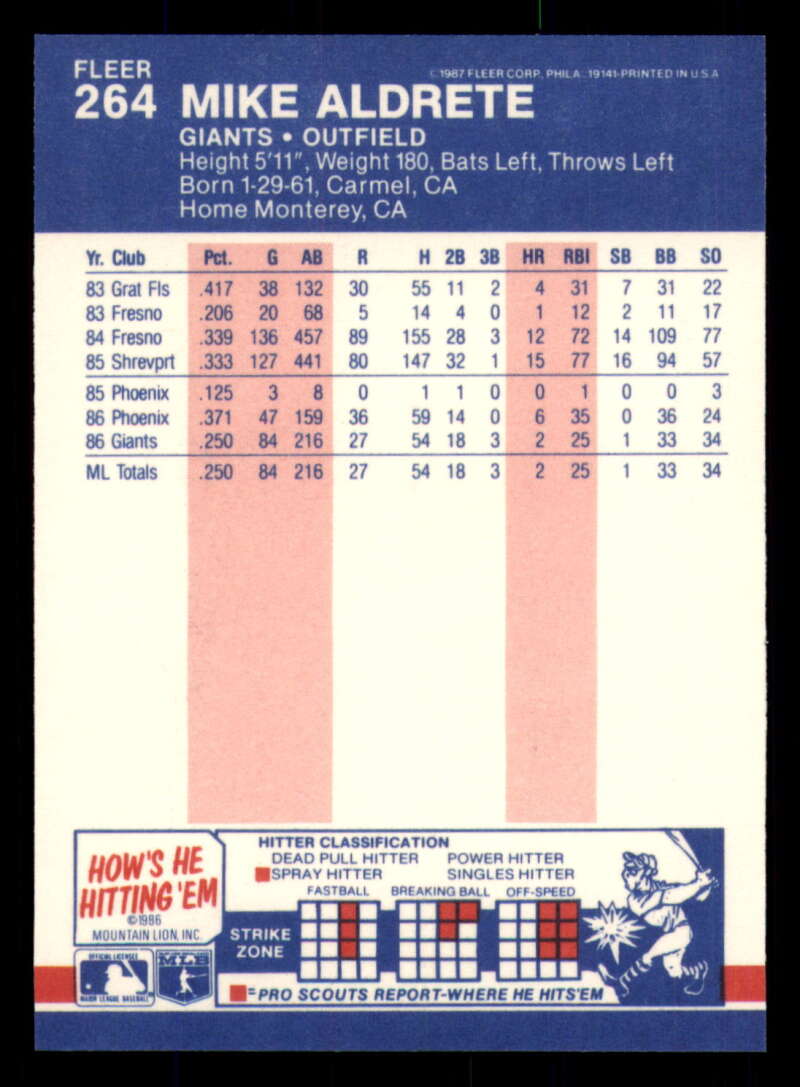 FLEER
© 1987 FLEER CORP., PHILA. 19141-PRINTED IN U.S.A
264 MIKE ALDRETE
GIANTS • OUTFIELD
Height 5'11", Weight 180, Bats Left, Throws Left
Born 1-29-61, Carmel, CA
Home Monterey, CA
Yr. Club Pct. G AB R H 2B 3B HR RBI SB BB SO
83 Grat Fls .417 38 132 30 55 11 2 4 31 7 31 22
83 Fresno .206 20 68 5 14 4 0 1 12 2 11 17
84 Fresno .339 136 457 89 155 28 3 12 72 14 109 77
85 Shrevprt .333 127 441 80 147 32 1 15 77 16 94 57
85 Phoenix .125 3 8 0 1 1 0 0 1 0 0 3
86 Phoenix .371 47 159 36 59 14 0 6 35 0 36 24
86 Giants .250 84 216 27 54 18 3 2 25 1 33 34
ML Totals .250 84 216 27 54 18 3 2 25 1 33 34
HOW'S HE
HITTING 'EM
©1986
MOUNTAIN LION, INC.
HITTER CLASSIFICATION
DEAD PULL HITTER POWER HITTER
SPRAY HITTER SINGLES HITTER
FASTBALL BREAKING BALL OFF-SPEED
STRIKE
ZONE
=PRO SCOUTS REPORT-WHERE HE HITS'EM
OFFICIAL LICENSEE
MAJOR LEAGUE BASEBALL
MLB